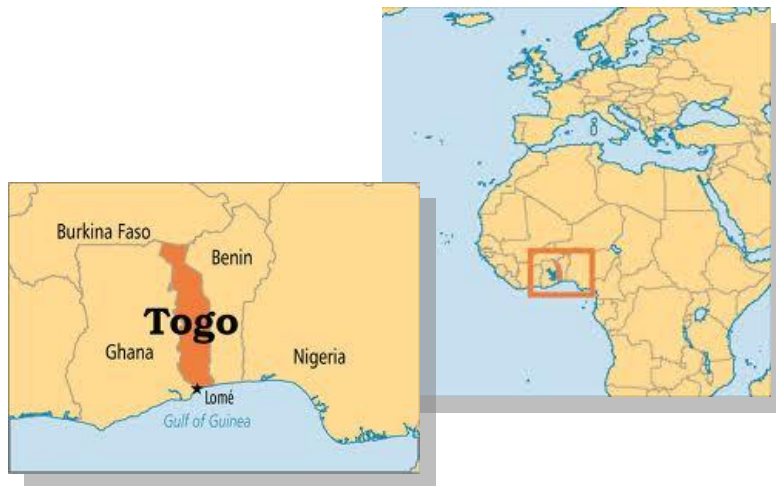 Burkina Faso
Benin
Togo
Ghana
Nigeria
Lomé
Gulf of Guinea